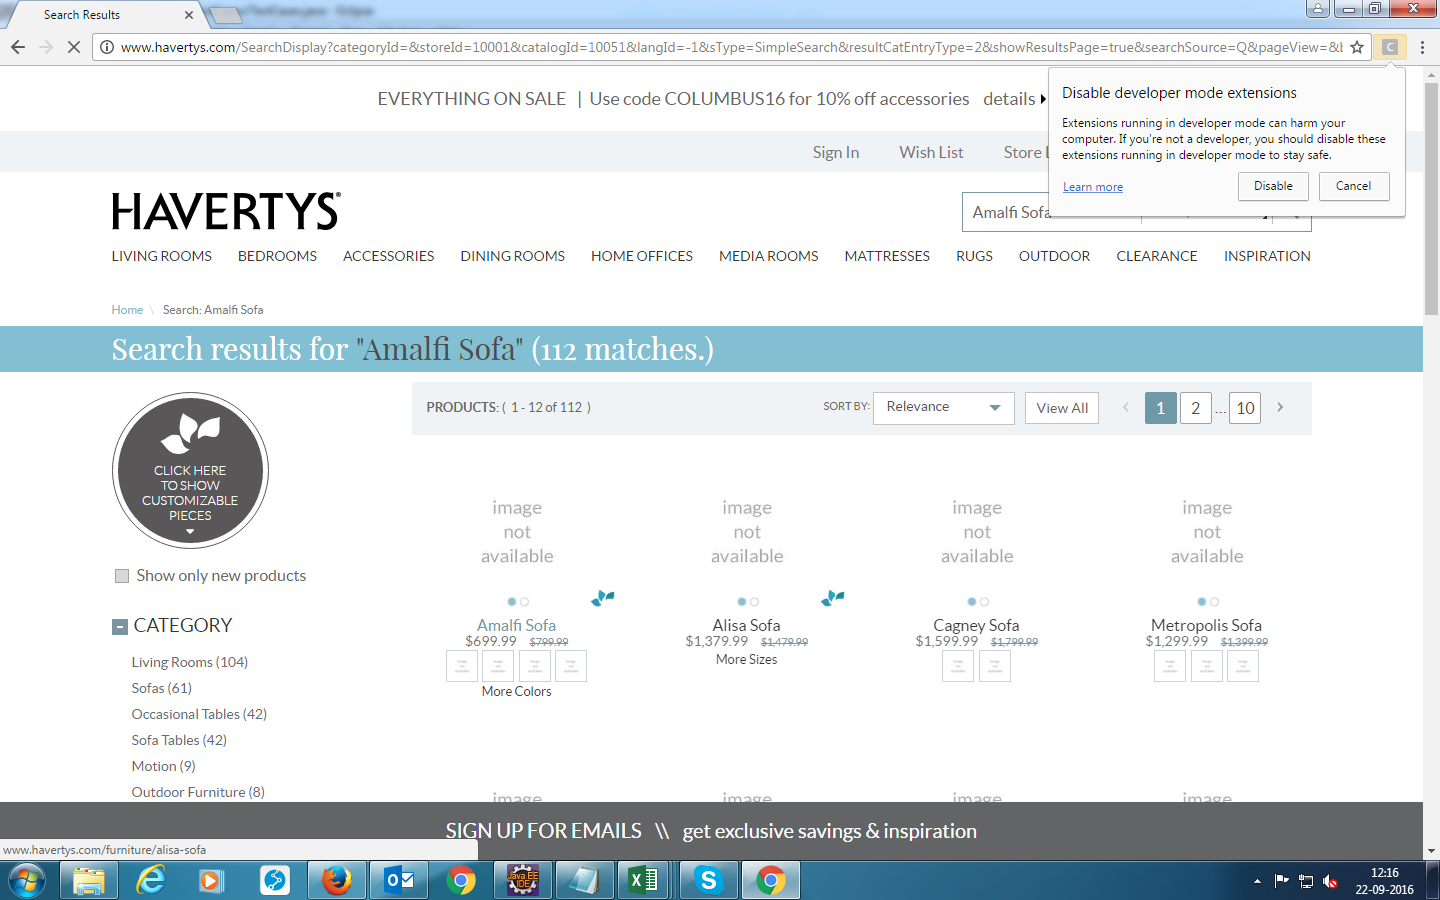 Search Results
www.havertys.com/SearchDisplay?categoryId=&storeId=10001&catalogId=10051&langId=-1&sType=SimpleSearch&resultCatEntryType=2&showResultsPage=true&searchSource=Q&pageView=&
C
EVERYTHING ON SALE | Use code COLUMBUS16 for 10% off accessories details
Disable developer mode extensions
Extensions running in developer mode can harm your
computer. If you're not a developer, you should disable these
extensions running in developer mode to stay safe.
Learn more
Disable
Cancel
Sign In
Wish List
Store
HAVERTYS®
Amalfi Sofa
LIVING ROOMS BEDROOMS ACCESSORIES DINING ROOMS HOME OFFICES MEDIA ROOMS MATTRESSES RUGS OUTDOOR CLEARANCE INSPIRATION
Home \ Search: Amalfi Sofa
Search results for "Amalfi Sofa" (112 matches.)
CLICK HERE
TO SHOW
CUSTOMIZABLE
PIECES
Show only new products
CATEGORY
Living Rooms (104)
Sofas (61)
Occasional Tables (42)
Sofa Tables (42)
Motion (9)
Outdoor Furniture (8)
PRODUCTS: ( 1 - 12 of 112 )
SORT BY: Relevance
View All
‹ 1 2 ... 10 ›
image
not
available
Amalfi Sofa
$699.99 $799.99
More Colors
image
not
available
Alisa Sofa
$1,379.99 $1,479.99
More Sizes
image
not
available
Cagney Sofa
$1,599.99 $1,799.99
image
not
available
Metropolis Sofa
$1,299.99 $1,399.99
image image image image
SIGN UP FOR EMAILS \\ get exclusive savings & inspiration
www.havertys.com/furniture/alisa-sofa
Java EE
IDE
12:16
22-09-2016